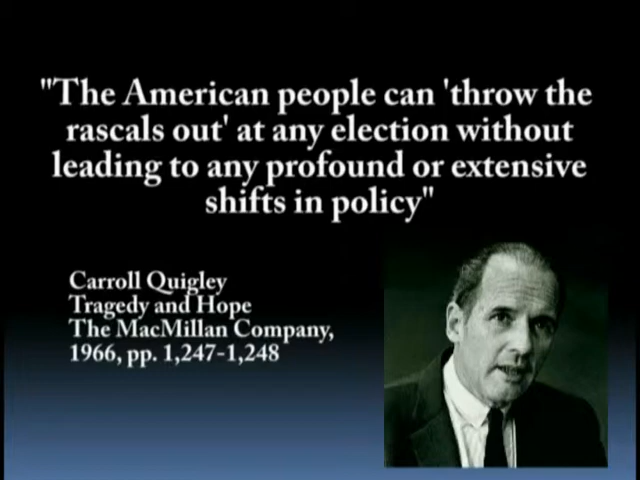 "The American people can 'throw the
rascals out' at any election without
leading to any profound or extensive
shifts in policy"
Carroll Quigley
Tragedy and Hope
The MacMillan Company,
1966, pp. 1,247-1,248